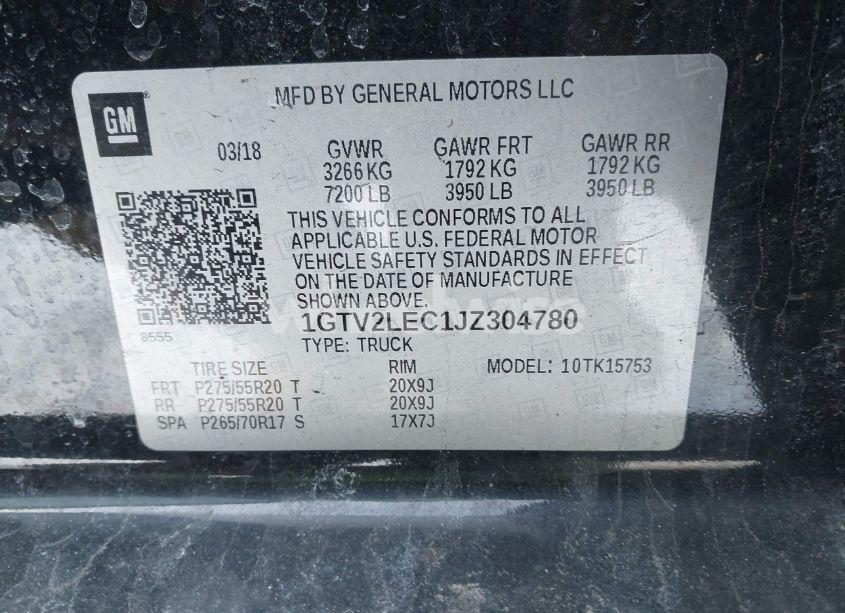 MFD BY GENERAL MOTORS LLC
GM
03/18 GVWR GAWR FRT GAWR RR
3266 KG 1792 KG 1792 KG
7200 LB 3950 LB 3950 LB
THIS VEHICLE CONFORMS TO ALL
APPLICABLE U.S. FEDERAL MOTOR
VEHICLE SAFETY STANDARDS IN EFFECT
ON THE DATE OF MANUFACTURE
SHOWN ABOVE.
8555
1GTV2LEC1JZ304780
TYPE: TRUCK
TIRE SIZE RIM MODEL: 10TK15753
FRT P275/55R20 T 20X9J
RR P275/55R20 T 20X9J
SPA P265/70R17 S 17X7J